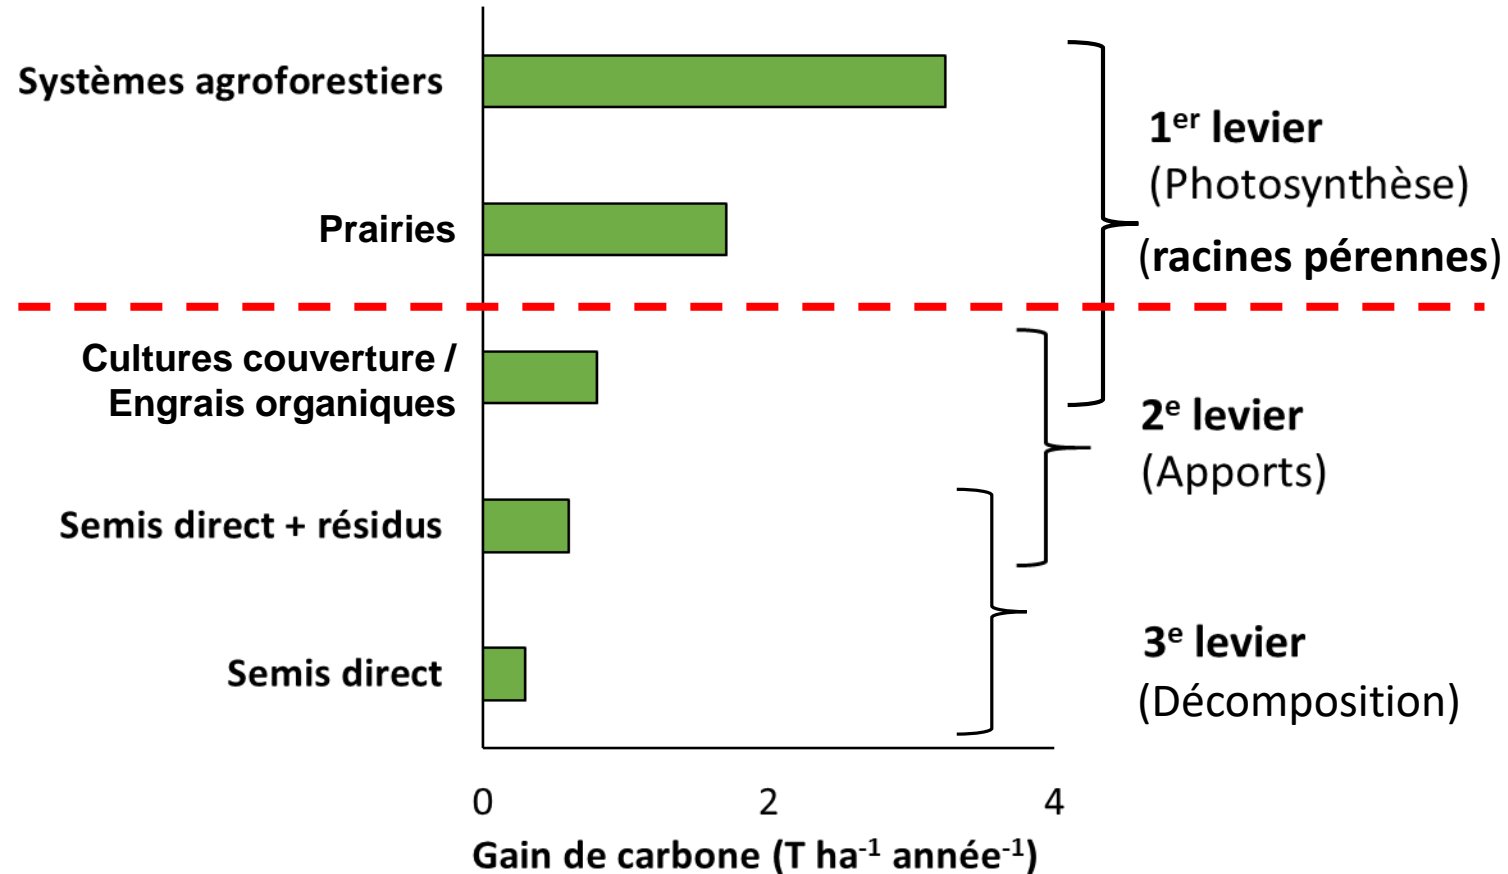 Systèmes agroforestiers
Prairies
Cultures couverture /
Engrais organiques
Semis direct + résidus
Semis direct
1er levier
(Photosynthèse)
(racines pérennes)
2e levier
(Apports)
3e levier
(Décomposition)
0 2 4
Gain de carbone (T ha-1 année-1)